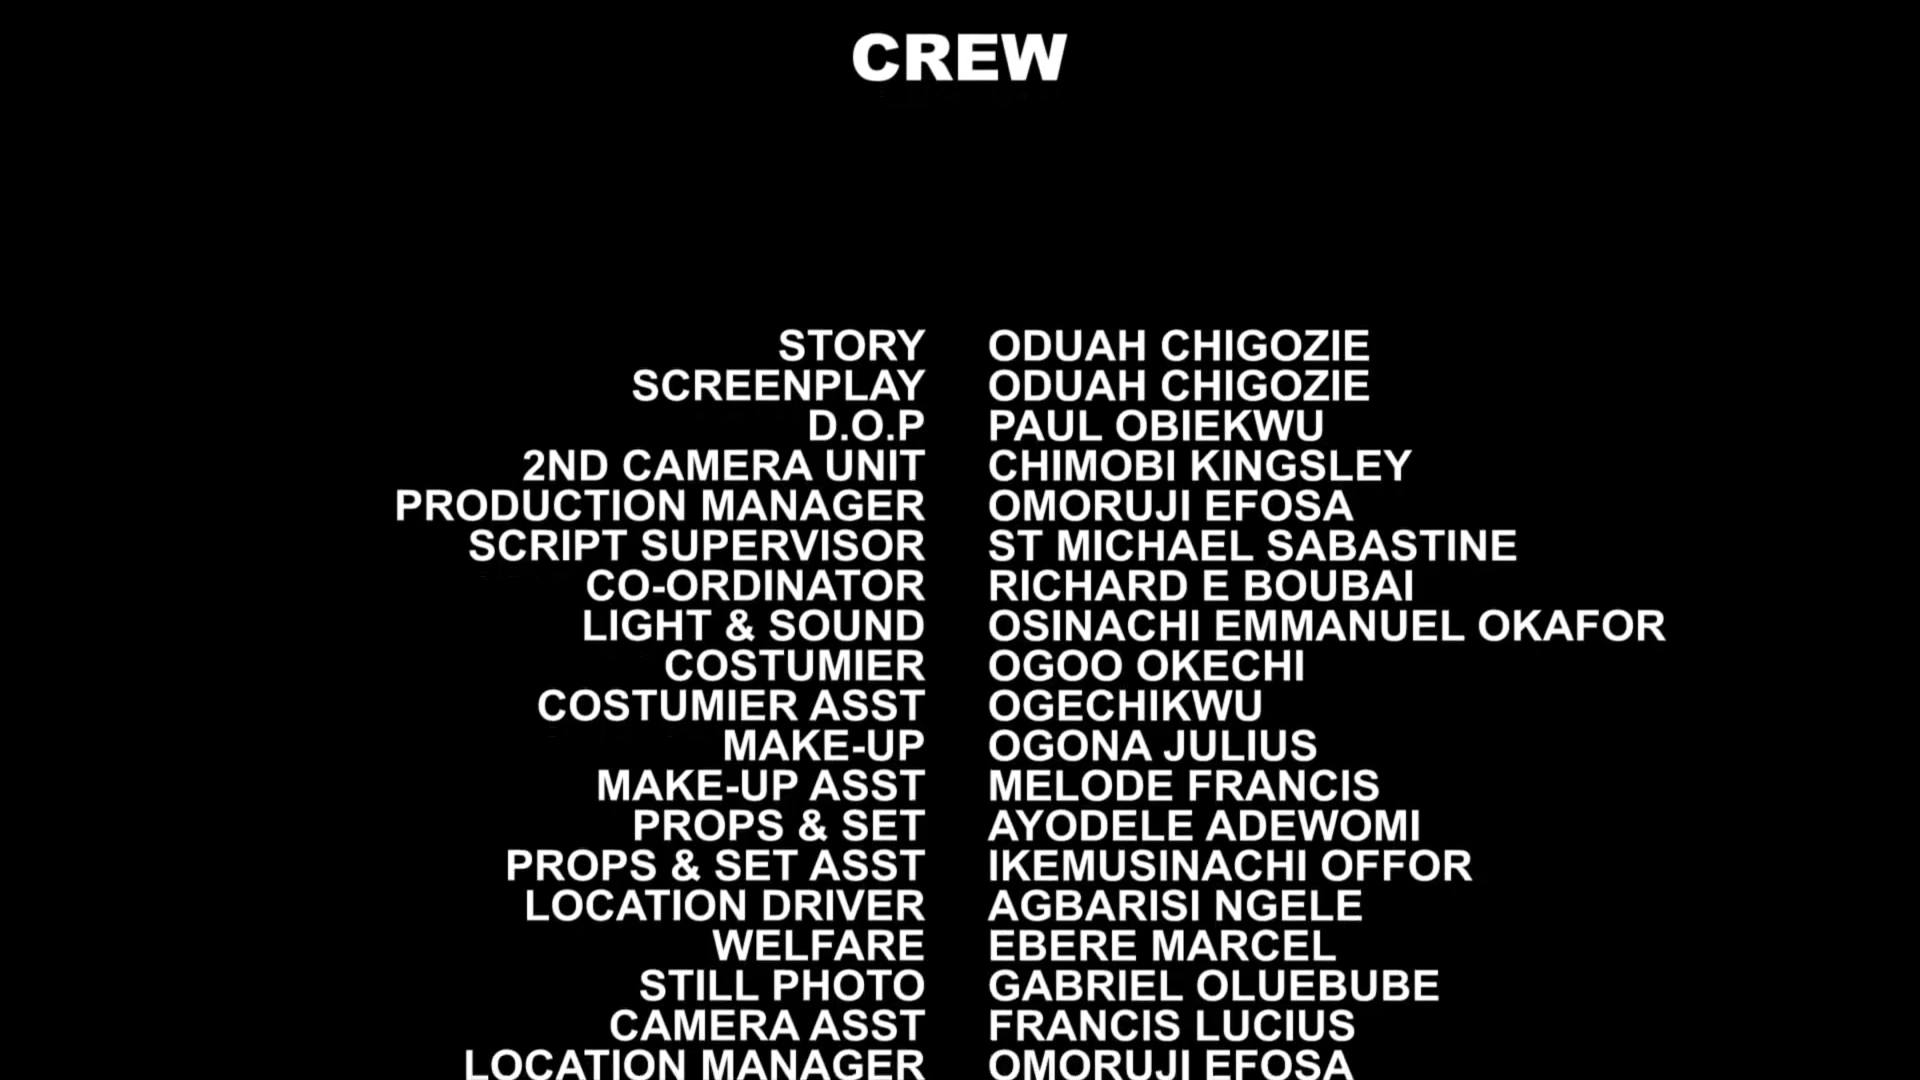 CREW
STORY ODUAH CHIGOZIE
SCREENPLAY ODUAH CHIGOZIE
D.O.P PAUL OBIEKWU
2ND CAMERA UNIT CHIMOBI KINGSLEY
PRODUCTION MANAGER OMORUJI EFOSA
SCRIPT SUPERVISOR ST MICHAEL SABASTINE
CO-ORDINATOR RICHARD E BOUBAI
LIGHT & SOUND OSINACHI EMMANUEL OKAFOR
COSTUMIER OGOO OKECHI
COSTUMIER ASST OGECHIKWU
MAKE-UP OGONA JULIUS
MAKE-UP ASST MELODE FRANCIS
PROPS & SET AYODELE ADEWOMI
PROPS & SET ASST IKEMUSINACHI OFFOR
LOCATION DRIVER AGBARISI NGELE
WELFARE EBERE MARCEL
STILL PHOTO GABRIEL OLUEBUBE
CAMERA ASST FRANCIS LUCIUS
LOCATION MANAGER OMORUJI EFOSA